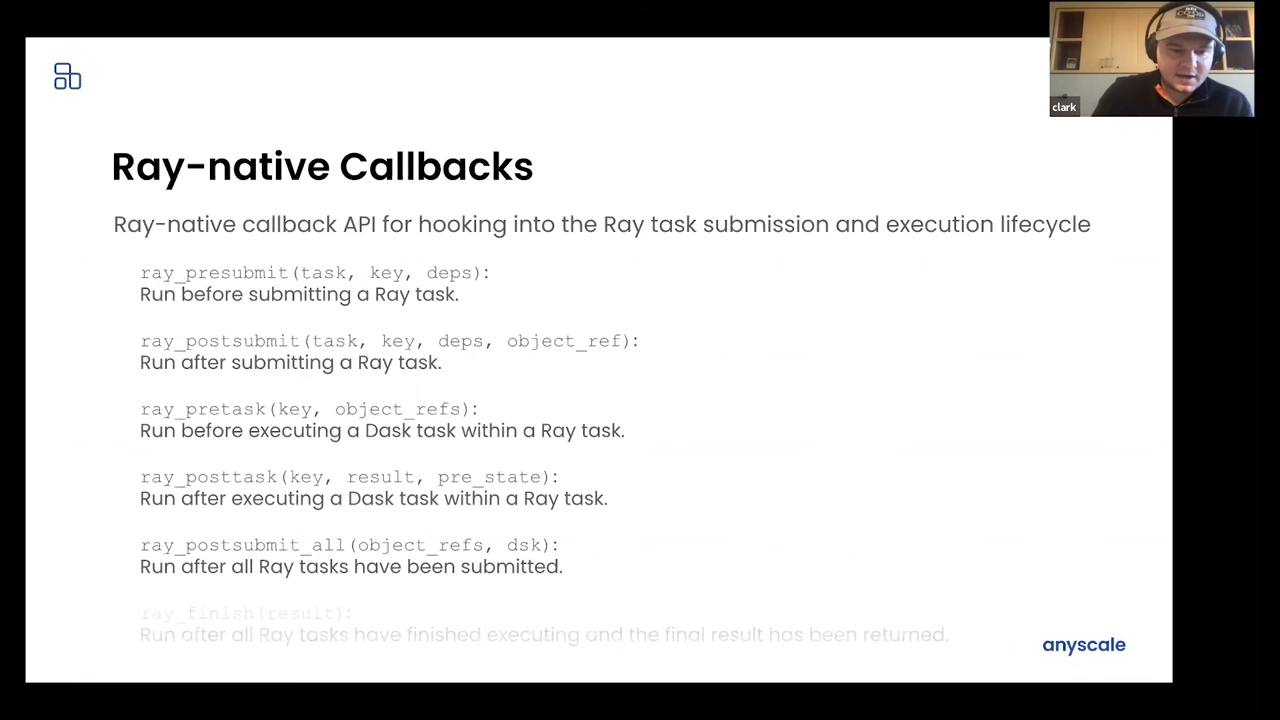 clark
Ray-native Callbacks
Ray-native callback API for hooking into the Ray task submission and execution lifecycle
ray_presubmit(task, key, deps):
Run before submitting a Ray task.
ray_postsubmit(task, key, deps, object_ref):
Run after submitting a Ray task.
ray_pretask(key, object_refs):
Run before executing a Dask task within a Ray task.
ray_posttask(key, result, pre_state):
Run after executing a Dask task within a Ray task.
ray_postsubmit_all(object_refs, dsk):
Run after all Ray tasks have been submitted.
ray_finish(result):
Run after all Ray tasks have finished executing and the final result has been returned.
anyscale